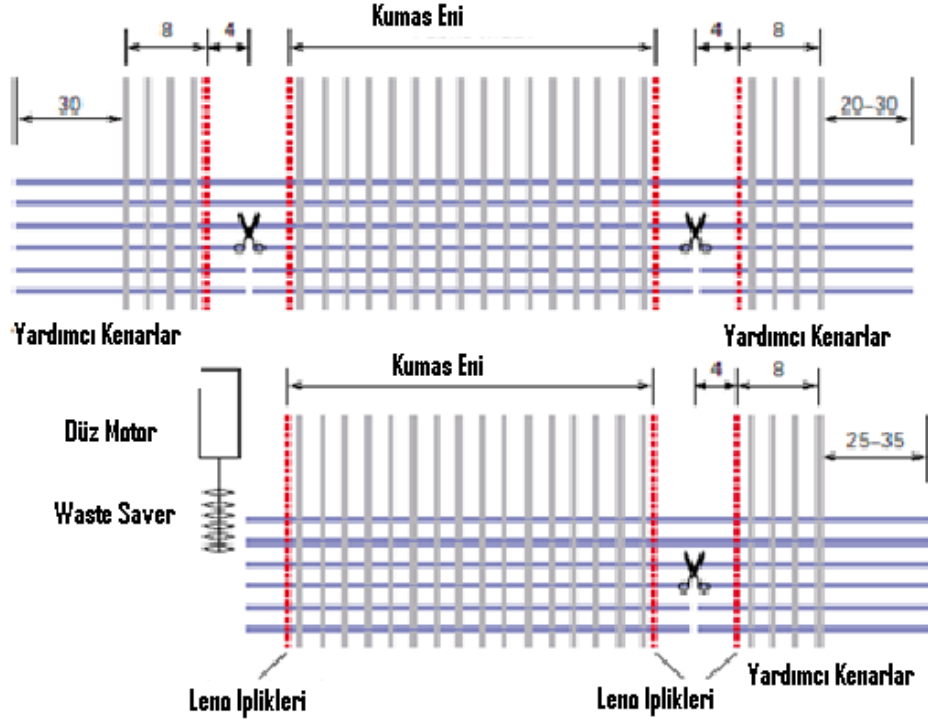 Kumas Eni
8
4
4
8
30
20-30
Yardımcı Kenarlar
Yardımcı Kenarlar
Kumas Eni
4
8
Düz Motor
25-35
Waste Saver
Yardımcı Kenarlar
Leno Iplikleri
Leno Iplikleri